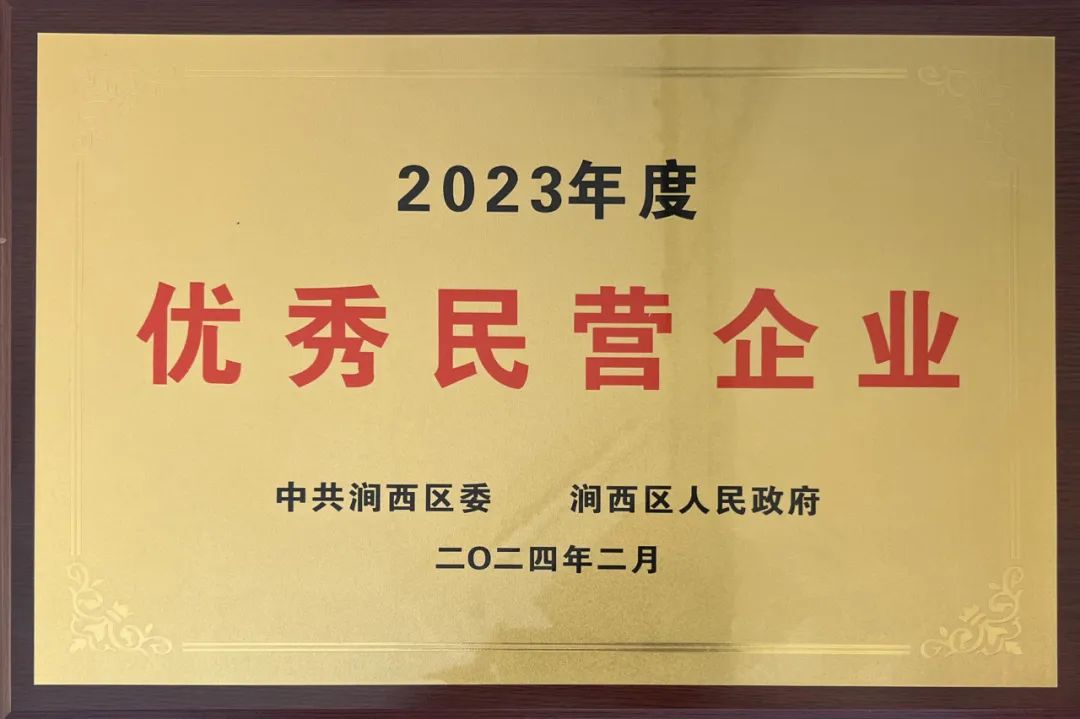 2023年度
优秀民营企业
中共涧西区委 涧西区人民政府
二〇二四年二月